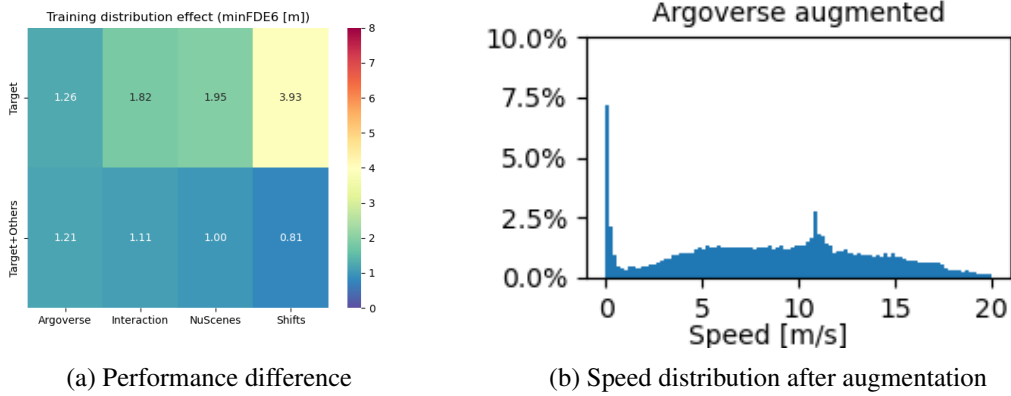 Training distribution effect (minFDE6 [m])
Target
1.26 1.82 1.95 3.93
Target+Others
1.21 1.11 1.00 0.81
Argoverse Interaction NuScenes Shifts
8
7
6
5
4
3
2
1
0
(a) Performance difference
Argoverse augmented
10.0%
7.5%
5.0%
2.5%
0.0%
0 5 10 15 20
Speed [m/s]
(b) Speed distribution after augmentation